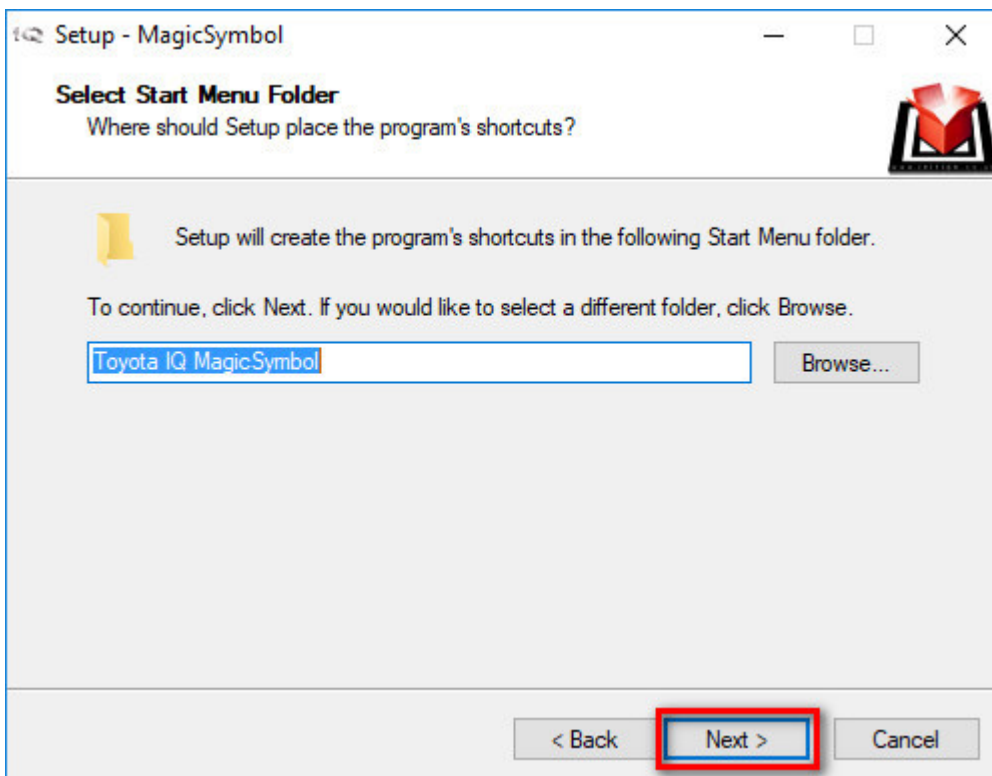 Setup - MagicSymbol
Select Start Menu Folder
Where should Setup place the program's shortcuts?
Setup will create the program's shortcuts in the following Start Menu folder.
To continue, click Next. If you would like to select a different folder, click Browse.
Toyota IQ MagicSymbol
Browse...
< Back
Next >
Cancel